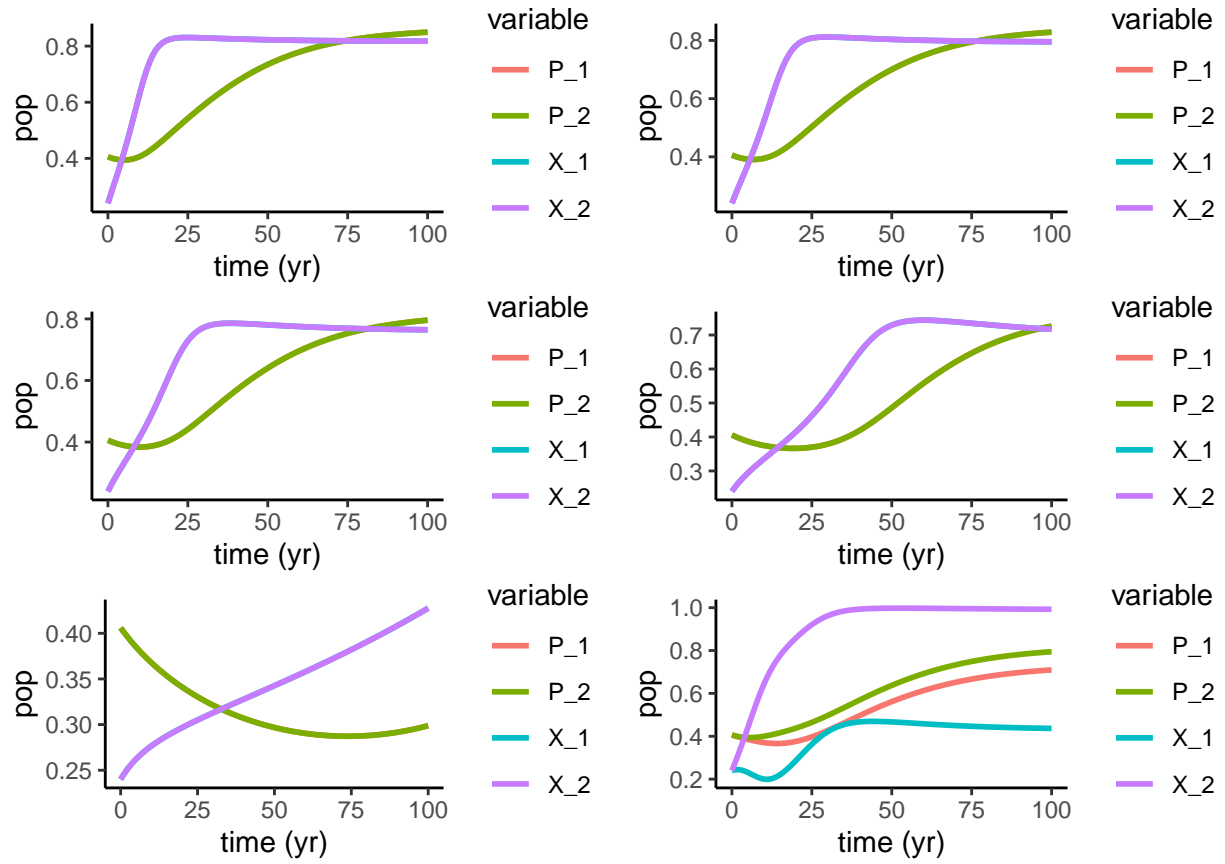 variable
0.8
0.6
0.4
pop
0 25 50 75 100
time (yr)
P_1
P_2
X_1
X_2
variable
0.8
0.6
0.4
pop
0 25 50 75 100
time (yr)
P_1
P_2
X_1
X_2
variable
0.8
0.6
0.4
pop
0 25 50 75 100
time (yr)
P_1
P_2
X_1
X_2
variable
0.7
0.6
0.5
0.4
0.3
pop
0 25 50 75 100
time (yr)
P_1
P_2
X_1
X_2
variable
0.40
0.35
0.30
0.25
pop
0 25 50 75 100
time (yr)
P_1
P_2
X_1
X_2
variable
1.0
0.8
0.6
0.4
0.2
pop
0 25 50 75 100
time (yr)
P_1
P_2
X_1
X_2